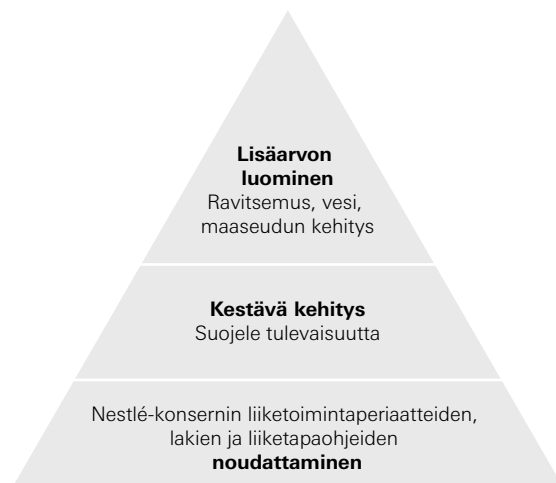 Lisäarvon
luominen
Ravitsemus, vesi,
maaseudun kehitys
Kestävä kehitys
Suojele tulevaisuutta
Nestlé-konsernin liiketoimintaperiaatteiden,
lakien ja liiketapaohjeiden
noudattaminen